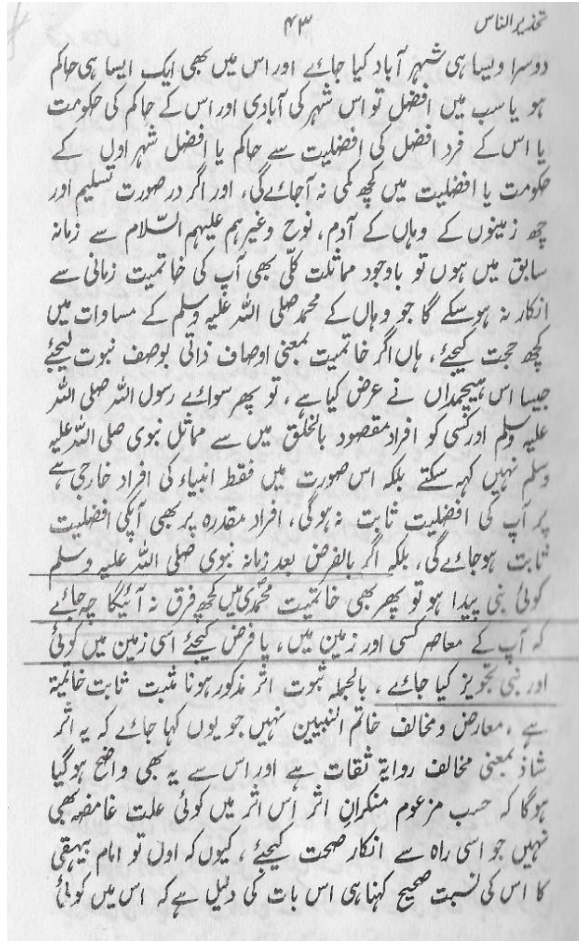 تحذیر الناس
۴۳
دوسرا ویسا ہی شہر آباد کیا جائے اور اس میں بھی ایک ایسا ہی حاکم
ہو یا سب میں افضل تو اس شہر کی آبادی اور اس کے حاکم کی حکومت
یا اس کے فرد افضل کی افضلیت سے حاکم یا افضل شہر اول کے
حکومت یا افضلیت میں کچھ کمی نہ آجائے گی، اور اگر در صورت تسلیم اور
چھ زمینوں کے وہاں کے آدم، نوح وغیرہم علیہم السّلام سے زمانہ
سابق میں ہوں تو باوجود مماثلت کلّی بھی آپ کی خاتمیت زمانی سے
انکار نہ ہو سکے گا جو وہاں کے محمد صلی اللہ علیہ وسلم کے مساوات میں
کچھ حجت کیجئے، ہاں اگر خاتمیت بمعنی اوصاف ذاتی بوصف نبوت لیجئے
جیسا اس ہیچمداں نے عرض کیا ہے، تو پھر سوائے رسول اللہ صلی اللہ
علیہ وسلم اور کسی کو افراد مقصود بالخلق میں سے مماثل نبوی صلی اللہ علیہ
وسلم نہیں کہہ سکتے بلکہ اس صورت میں فقط انبیاء کی افراد خارجی ہے
پر آپ کی افضلیت ثابت نہ ہوگی، افراد مقدرہ پر بھی آپکی افضلیت
ثابت ہوجائے گی، بلکہ اگر بالفرض بعد زمانہ نبوی صلی اللہ علیہ وسلم
کوئی نبی پیدا ہو تو پھر بھی خاتمیت محمدی میں کچھ فرق نہ آئیگا چہ جائے
کہ آپ کے معاصر کسی اور زمین میں، یا فرض کیجئے اسی زمین میں کوئی
اور نبی تجویز کیا جائے، بالجملہ ثبوت اثر مذکور ہونا مثبت ثابت خاتمیۃ
ہے، معارض و مخالف خاتم النبیین نہیں جو یوں کہا جائے کہ یہ اثر
شاذ بمعنی مخالف روایۃ ثقات ہے اور اس سے یہ بھی واضح ہوگیا
ہوگا کہ حسب مزعوم منکران اثر اس اثر میں کوئی علت غامضہ بھی
نہیں جو اسی راہ سے انکار صحت کیجئے، کیوں کہ اول تو امام بیہقی
کا اس کی نسبت صحیح کہنا ہی اس بات کی دلیل ہے کہ اس میں کوئی